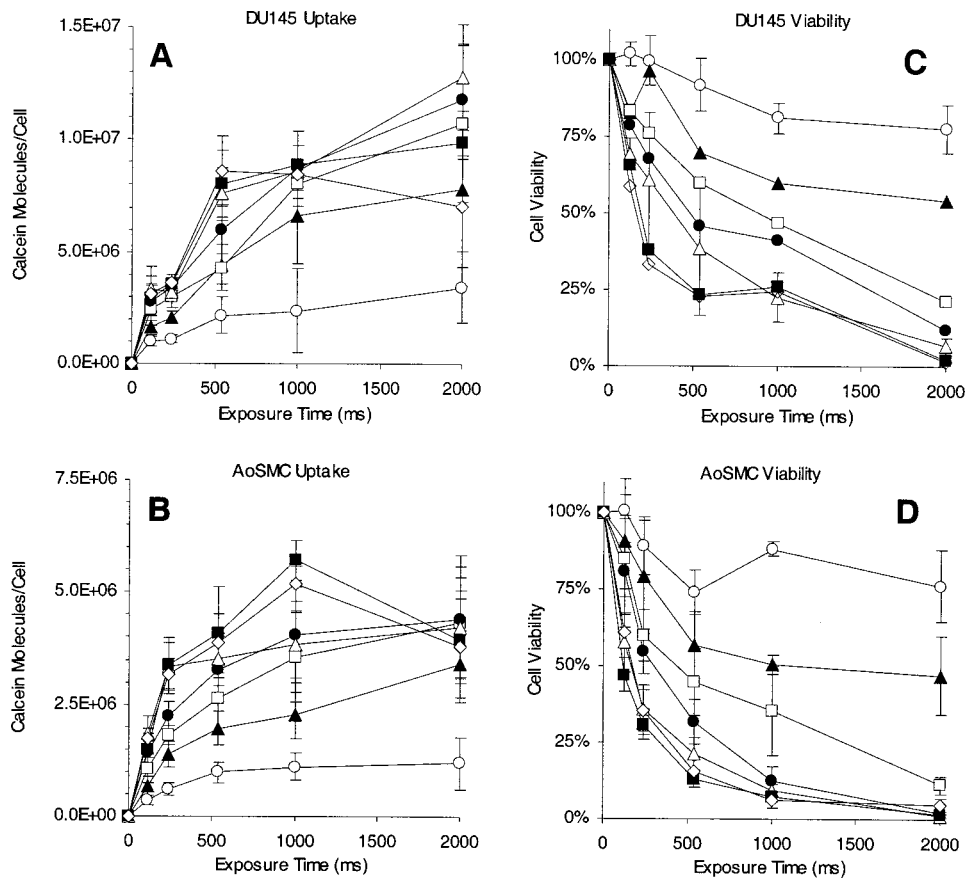 DU145 Uptake
A
1.5E+07
1.0E+07
5.0E+06
0.0E+00
Calcein Molecules/Cell
0 500 1000 1500 2000
Exposure Time (ms)
DU145 Viability
C
100%
75%
50%
25%
0%
Cell Viability
0 500 1000 1500 2000
Exposure Time (ms)
AoSMC Uptake
B
7.5E+06
5.0E+06
2.5E+06
0.0E+00
Calcein Molecules/Cell
0 500 1000 1500 2000
Exposure Time (ms)
AoSMC Viability
D
100%
75%
50%
25%
0%
Cell Viability
0 500 1000 1500 2000
Exposure Time (ms)